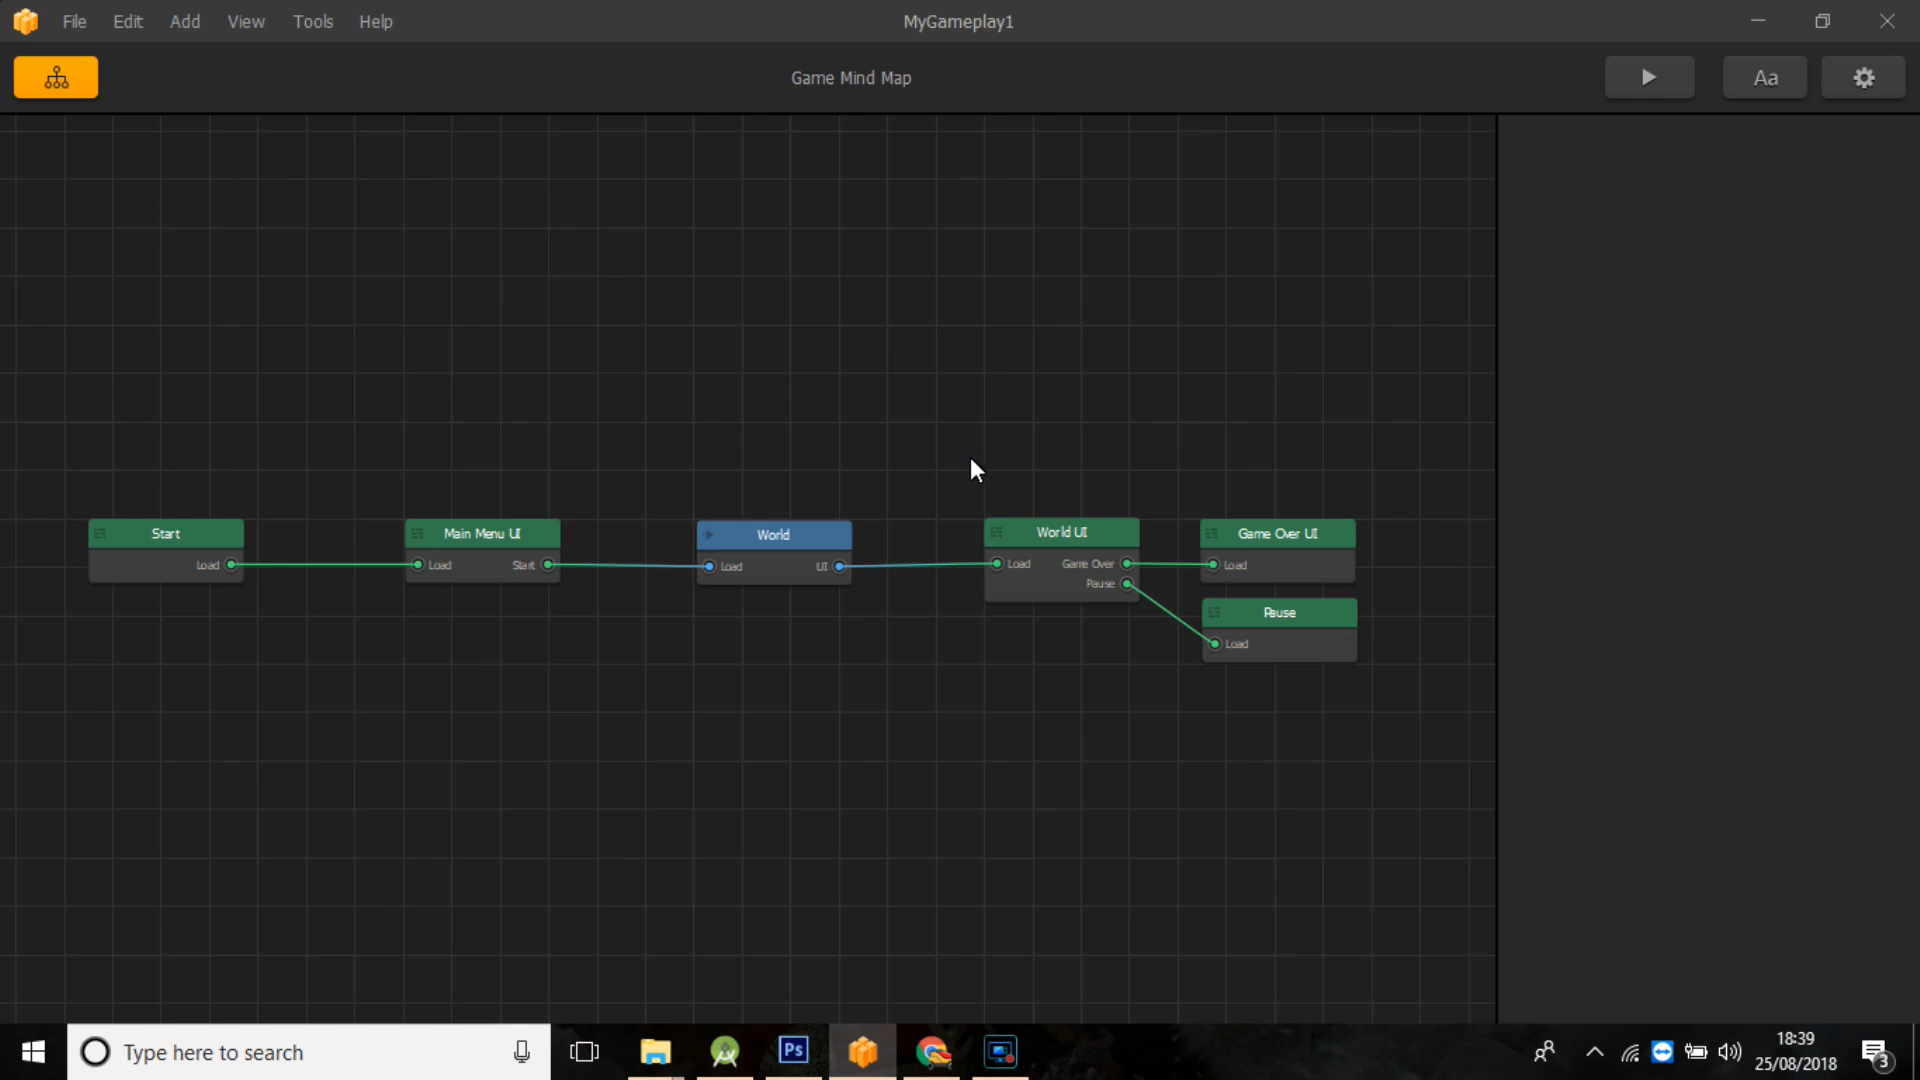 File Edit Add View Tools Help MyGameplay1
Game Mind Map Aa
Start
Load
Main Menu UI
Load Start
World
Load UI
World UI
Load Game Over
Pause
Game Over UI
Load
Pause
Load
Type here to search
Ps
18:39
25/08/2018
3